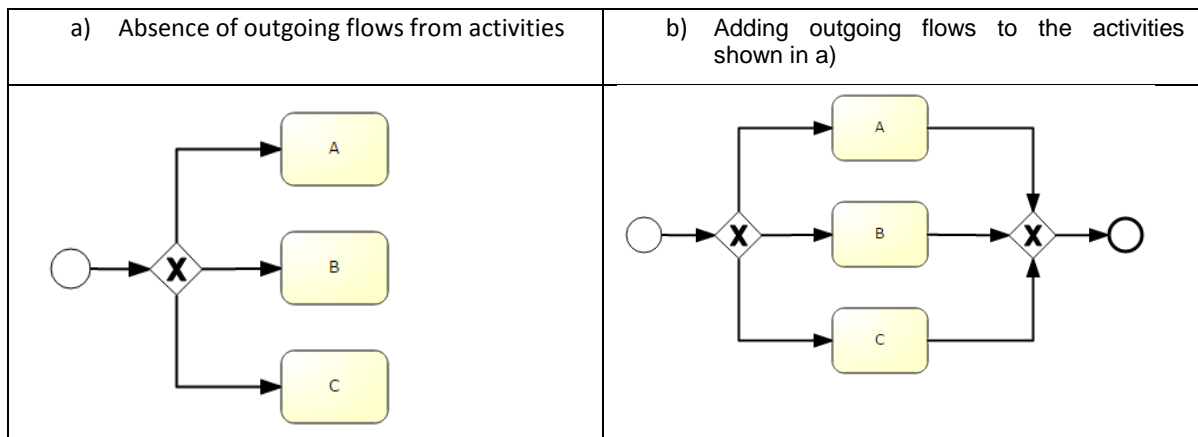 a) Absence of outgoing flows from activities
b) Adding outgoing flows to the activities
shown in a)
A
X
B
C
A
X
B
X
C